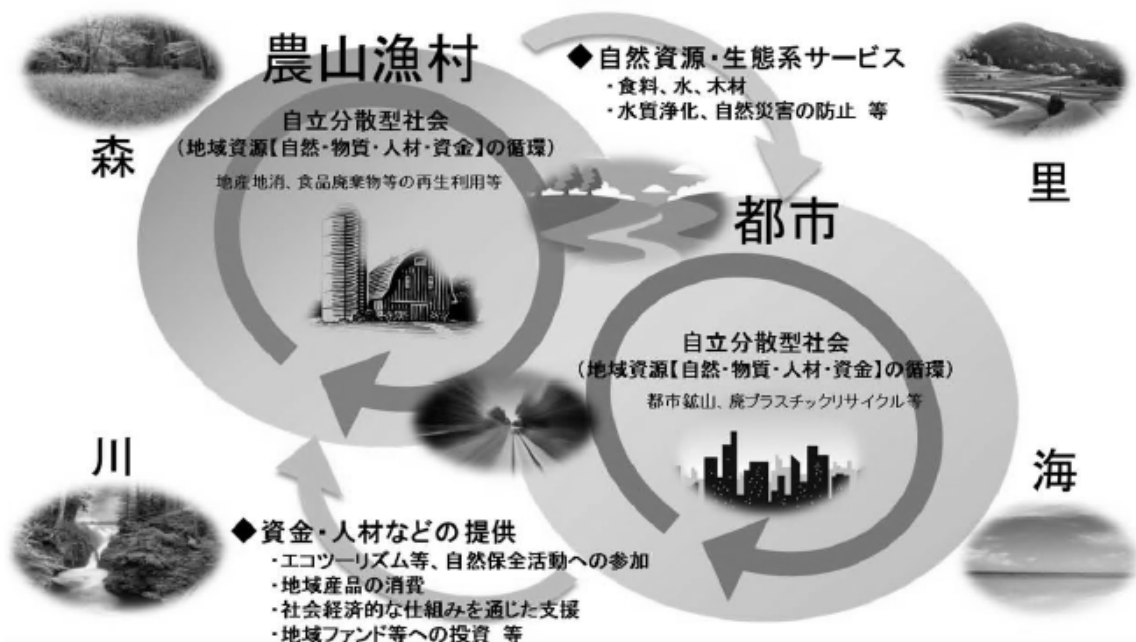 農山漁村
◆自然資源・生態系サービス
・食料、水、木材
・水質浄化、自然災害の防止 等
森
自立分散型社会
(地域資源【自然・物質・人材・資金】の循環)
地産地消、食品廃棄物等の再生利用等
里
都市
自立分散型社会
(地域資源【自然・物質・人材・資金】の循環)
都市鉱山、廃プラスチックリサイクル等
川
海
◆資金・人材などの提供
・エコツーリズム等、自然保全活動への参加
・地域産品の消費
・社会経済的な仕組みを通じた支援
・地域ファンド等への投資 等